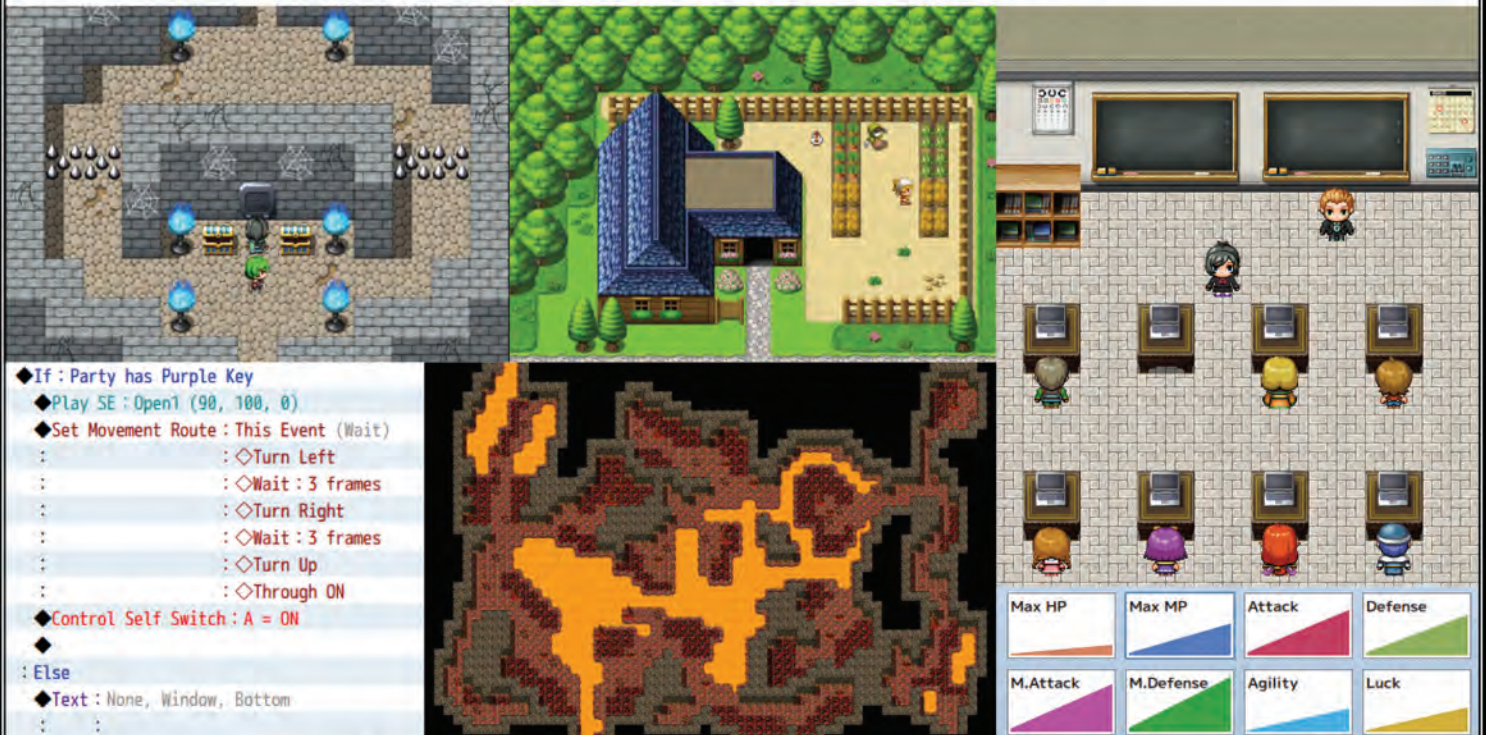 ◆If : Party has Purple Key
◆Play SE : Open1 (90, 100, 0)
◆Set Movement Route : This Event (Wait)
: : ◇Turn Left
: : ◇Wait : 3 frames
: : ◇Turn Right
: : ◇Wait : 3 frames
: : ◇Turn Up
: : ◇Through ON
◆Control Self Switch : A = ON
◆
: Else
◆Text : None, Window, Bottom
: :
Max HP
Max MP
Attack
Defense
M.Attack
M.Defense
Agility
Luck